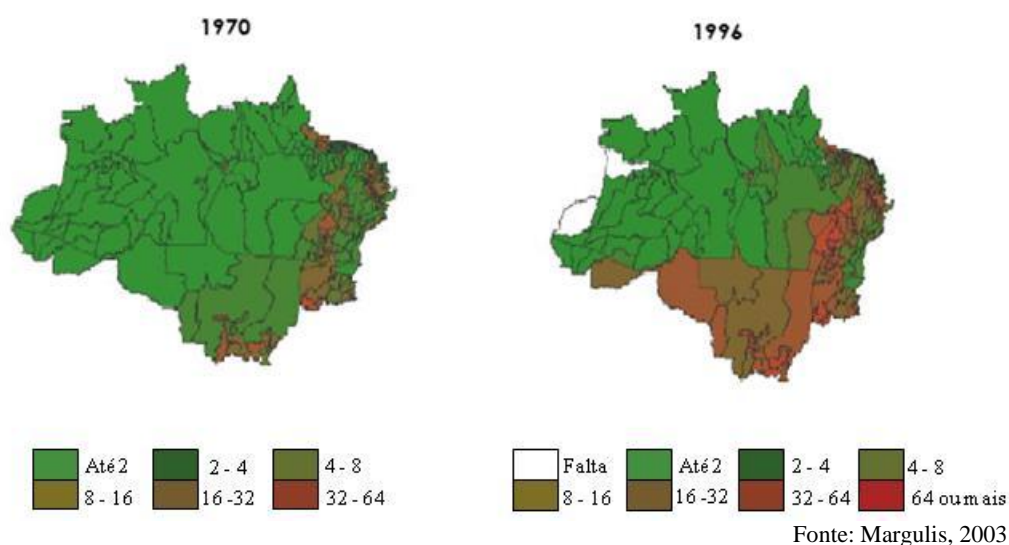 1970
1996
Até 2
2 - 4
4 - 8
8 - 16
16 -32
32 - 64
Falta
Até 2
2 - 4
4 - 8
8 - 16
16 -32
32 - 64
64 ou mais
Fonte: Margulis, 2003